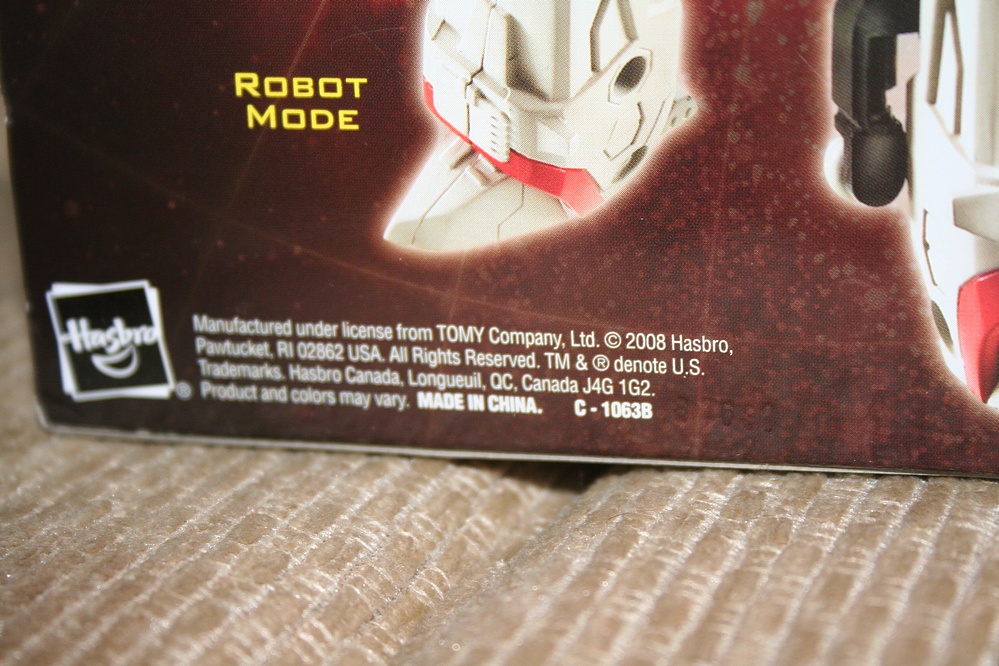 ROBOT
MODE
Hasbro
®
Manufactured under license from TOMY Company, Ltd. © 2008 Hasbro,
Pawtucket, RI 02862 USA. All Rights Reserved. TM & ® denote U.S.
Trademarks. Hasbro Canada, Longueuil, QC, Canada J4G 1G2.
Product and colors may vary. MADE IN CHINA. C - 1063B